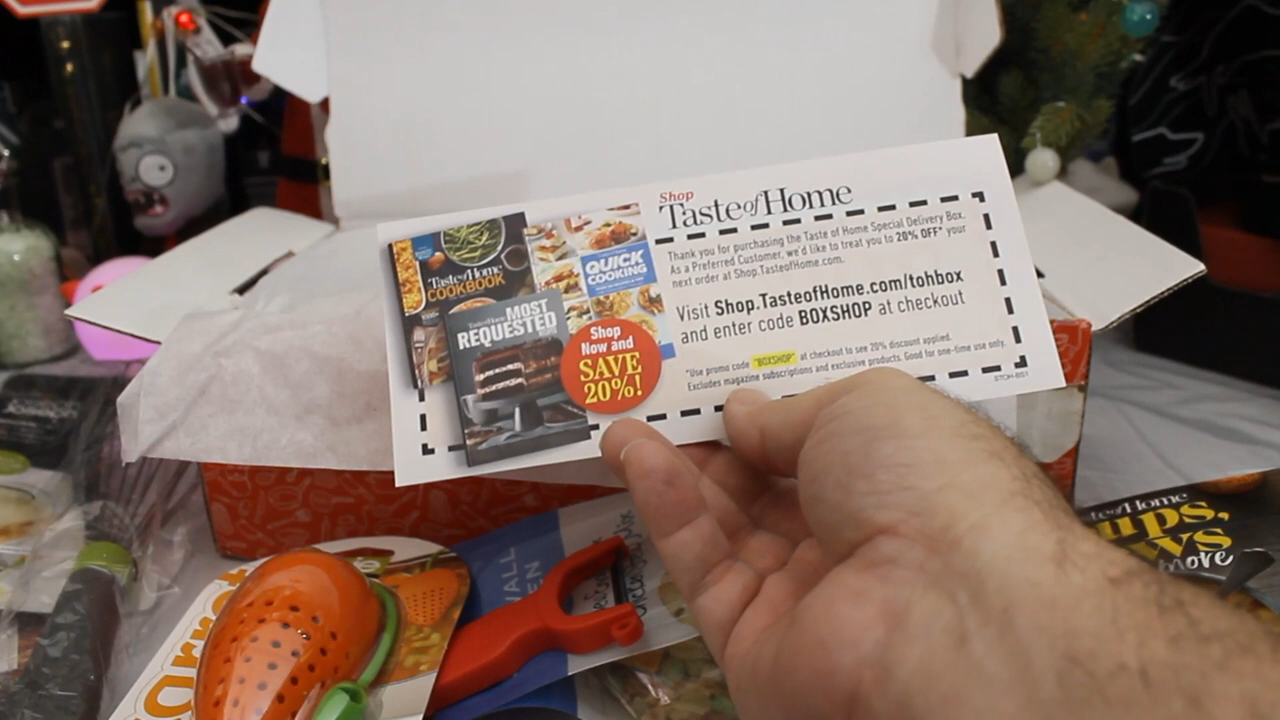 Shop
Taste of Home
Thank you for purchasing the Taste of Home Special Delivery Box.
As a Preferred Customer, we'd like to treat you to 20% OFF* your
next order at Shop.TasteofHome.com.
Visit Shop.TasteofHome.com/tohbox
and enter code BOXSHOP at checkout
*Use promo code "BOXSHOP" at checkout to see 20% discount applied.
Excludes magazine subscriptions and exclusive products. Good for one-time use only.
Taste of Home
COOKBOOK
QUICK
COOKING
Taste of Home
MOST
REQUESTED
Shop
Now and
SAVE
20%!
more